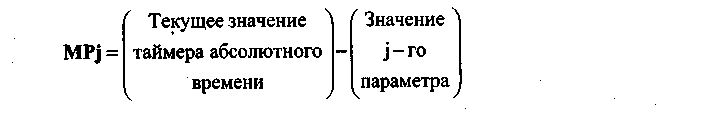 Текущее значение Значение
MPj = таймера абсолютного − j – го
времени параметра